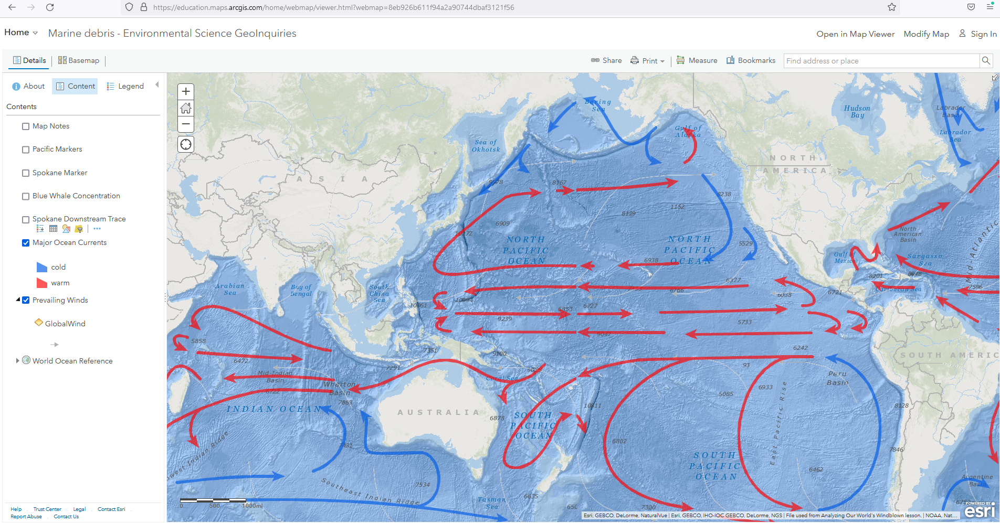 https://education.maps.arcgis.com/home/webmap/viewer.html?webmap=8eb926b611f94a2a90744dbaf3121f56
Home Marine debris - Environmental Science GeoInquiries
Open in Map Viewer Modify Map Sign In
Details Basemap
Share Print Measure Bookmarks Find address or place
About Content Legend
Contents
Map Notes
Pacific Markers
Spokane Marker
Blue Whale Concentration
Spokane Downstream Trace
Major Ocean Currents
cold
warm
Prevailing Winds
GlobalWind
World Ocean Reference
Help Trust Center Legal Contact Esri
Report Abuse Contact Us
Bering
Sea
Hudson
Bay
Labrador
Basin
Labrador
Sea
Gulf of
Alaska
Sea of
Okhotsk
NORTH
AMERICA
ASIA
8167
8238
1152
8129
6909
NORTH
PACIFIC
OCEAN
NORTH
PACIFIC
OCEAN
5529
6938
North
American
Basin
Gulf of
Mexico
Sargasso
Sea
Mid-Atlantic
8201
Caribbean Sea
7596
Arabian
Sea
Bay of
Bengal
South
China
Sea
6377
6766
6038
6721
10061
10094
6853
6727
9239
5733
9047
5858
6472
7351
9100
6242
93
SOUTH AMERIC
Mid-Indian
Basin
7291
Wharton
Basin
7863
6722
Coral Sea
Peru
Basin
6933
5085
INDIAN OCEAN
AUSTRALIA
6878
10811
8128
SOUTH
PACIFIC
OCEAN
7431
6802
East Pacific Rise
7846
SOUTH
PACIFIC
OCEAN
6462
west Indian Ridge
Southeast Indian Ridge
7534
Argentine
Basin
Tasman
Sea
6635
650
7300
0 500 1000mi
Esri, GEBCO, DeLorme, NaturalVue | Esri, GEBCO, IHO-IOC GEBCO, DeLorme, NGS | File used from Analyzing Our World's Windblown lesson. | NOAA, Nat...
POWERED BY
esri